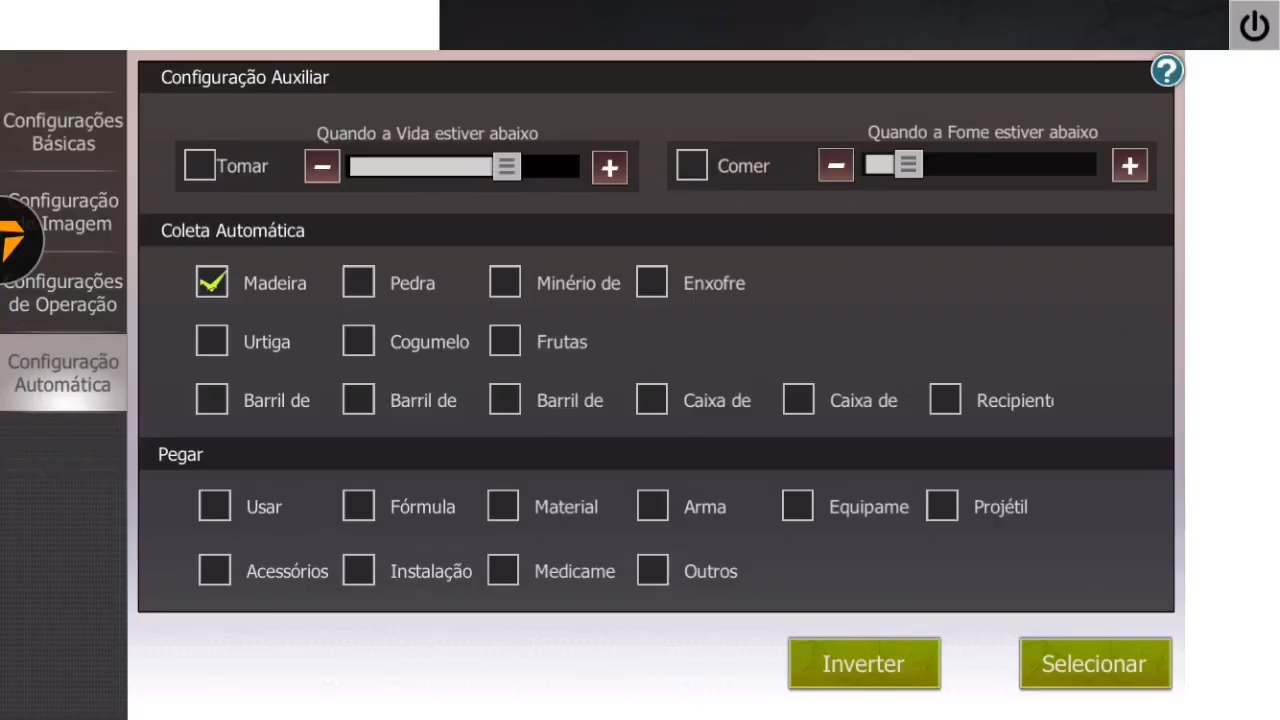 Configuração Auxiliar
?
Configurações
Básicas
Quando a Vida estiver abaixo
Quando a Fome estiver abaixo
Tomar
Comer
Configuração
de Imagem
Coleta Automática
Configurações
de Operação
Madeira Pedra Minério de Enxofre
Urtiga Cogumelo Frutas
Configuração
Automática
Barril de Barril de Barril de Caixa de Caixa de Recipiente
Pegar
Usar Fórmula Material Arma Equipame Projétil
Acessórios Instalação Medicame Outros
Inverter Selecionar